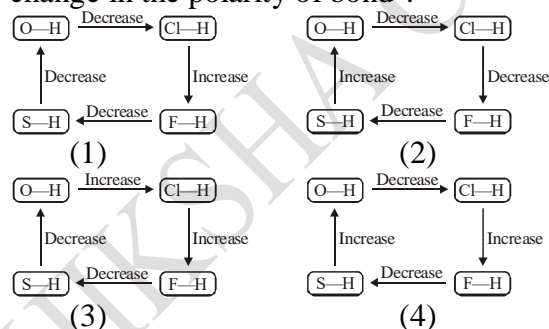 change in the polarity of bond :
O—H Decrease Cl—H O—H Decrease Cl—H
Decrease Increase Increase Decrease
S—H Decrease F—H S—H Decrease F—H
(1) (2)
O—H Increase Cl—H O—H Decrease Cl—H
Decrease Increase Increase Increase
S—H Decrease F—H S—H Decrease F—H
(3) (4)